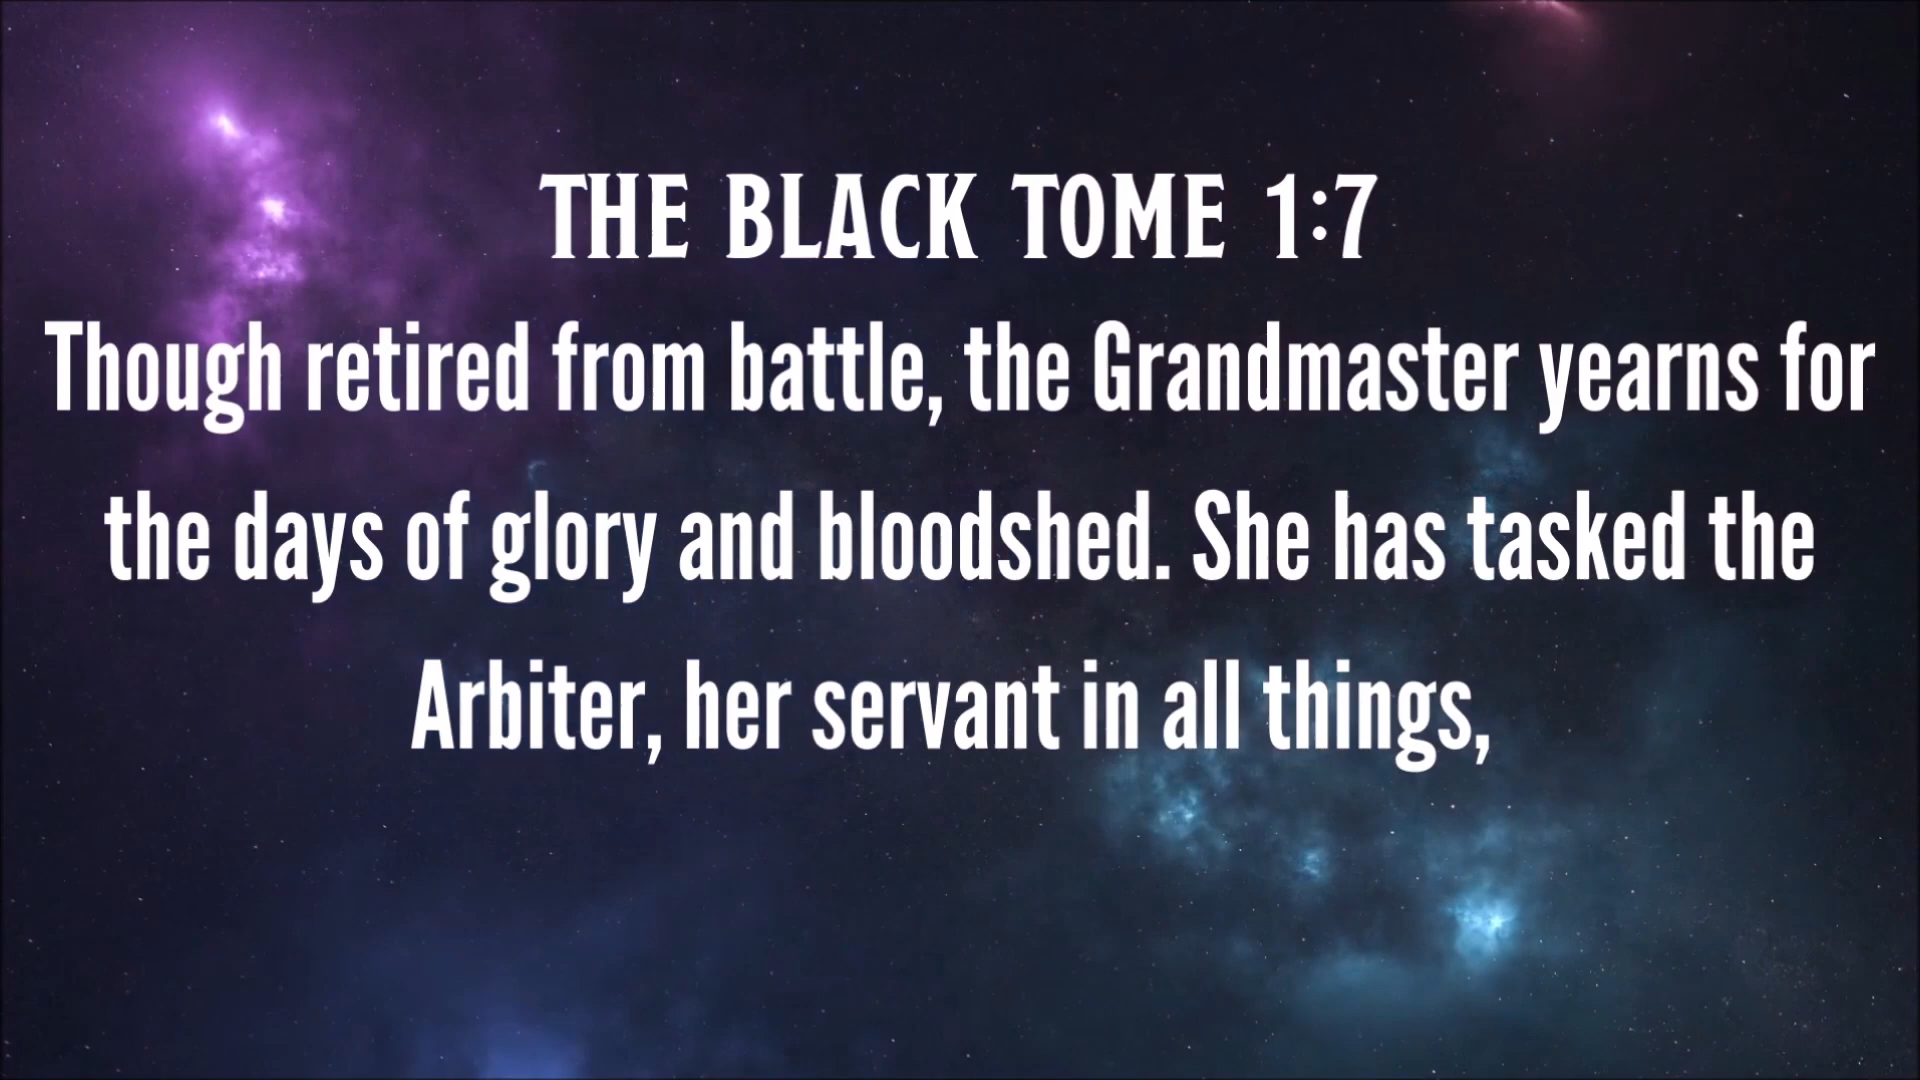 THE BLACK TOME 1:7
Though retired from battle, the Grandmaster yearns for
the days of glory and bloodshed. She has tasked the
Arbiter, her servant in all things,